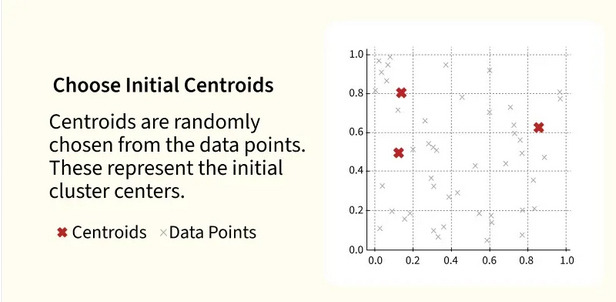 Choose Initial Centroids
Centroids are randomly
chosen from the data points.
These represent the initial
cluster centers.
Centroids Data Points
1.0
0.8
0.6
0.4
0.2
0.0
0.0 0.2 0.4 0.6 0.8 1.0